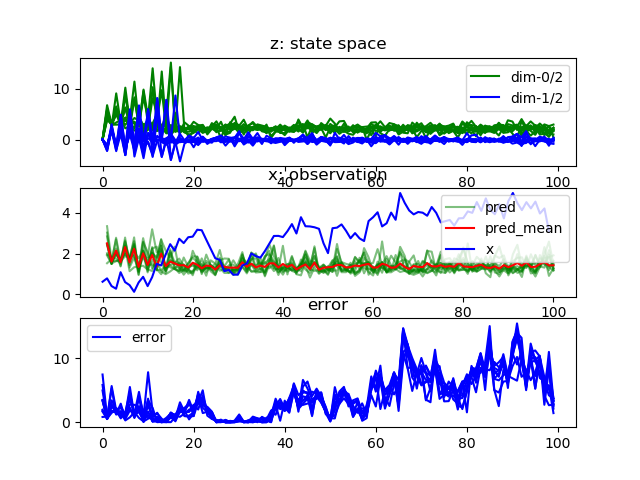 z: state space
10
0
dim-0/2
dim-1/2
0 20 40 60 80 100
x: observation
4
2
0
pred
pred_mean
x
0 20 40 60 80 100
error
10
0
error
0 20 40 60 80 100